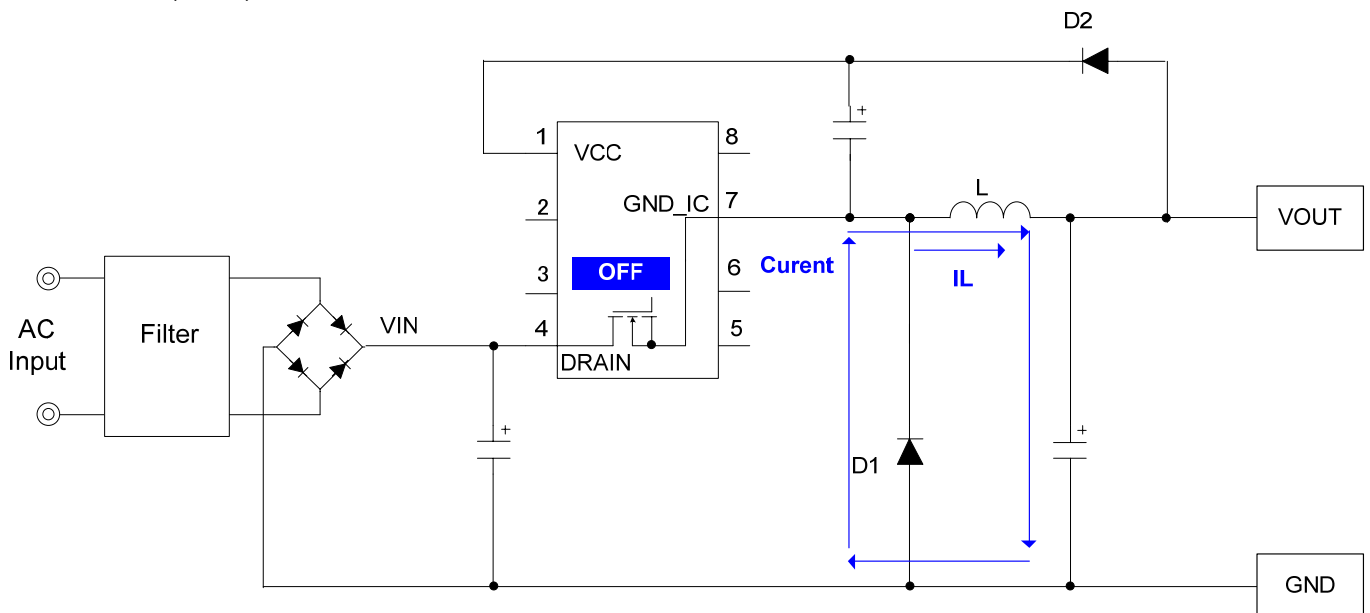 D2
1
VCC
8
2
GND_IC
7
L
VOUT
3
OFF
6
Curent
IL
AC
Input
Filter
VIN
4
5
DRAIN
+
+
+
D1
GND